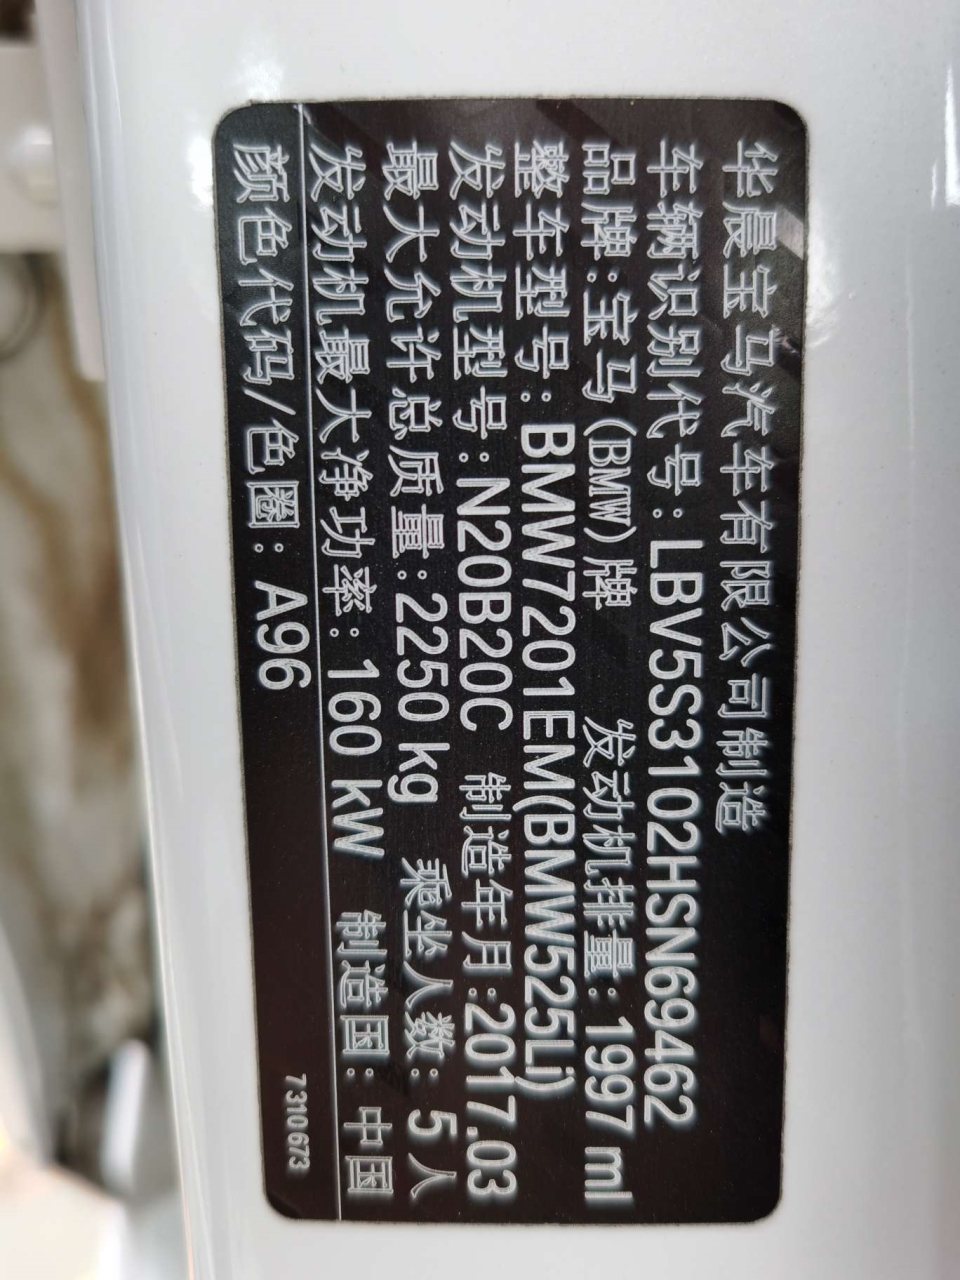 华晨宝马汽车有限公司制造
车辆识别代号:LBV5S3102HSN69462
品牌:宝马(BMW)牌 发动机排量:1997 ml
整车型号:BMW7201EM(BMW525Li)
发动机型号:N20B20C 制造年月:2017.03
最大允许总质量:2250 kg 乘坐人数:5人
发动机最大净功率:160 kW 制造国:中国
颜色代码/色圈:A96
7310673